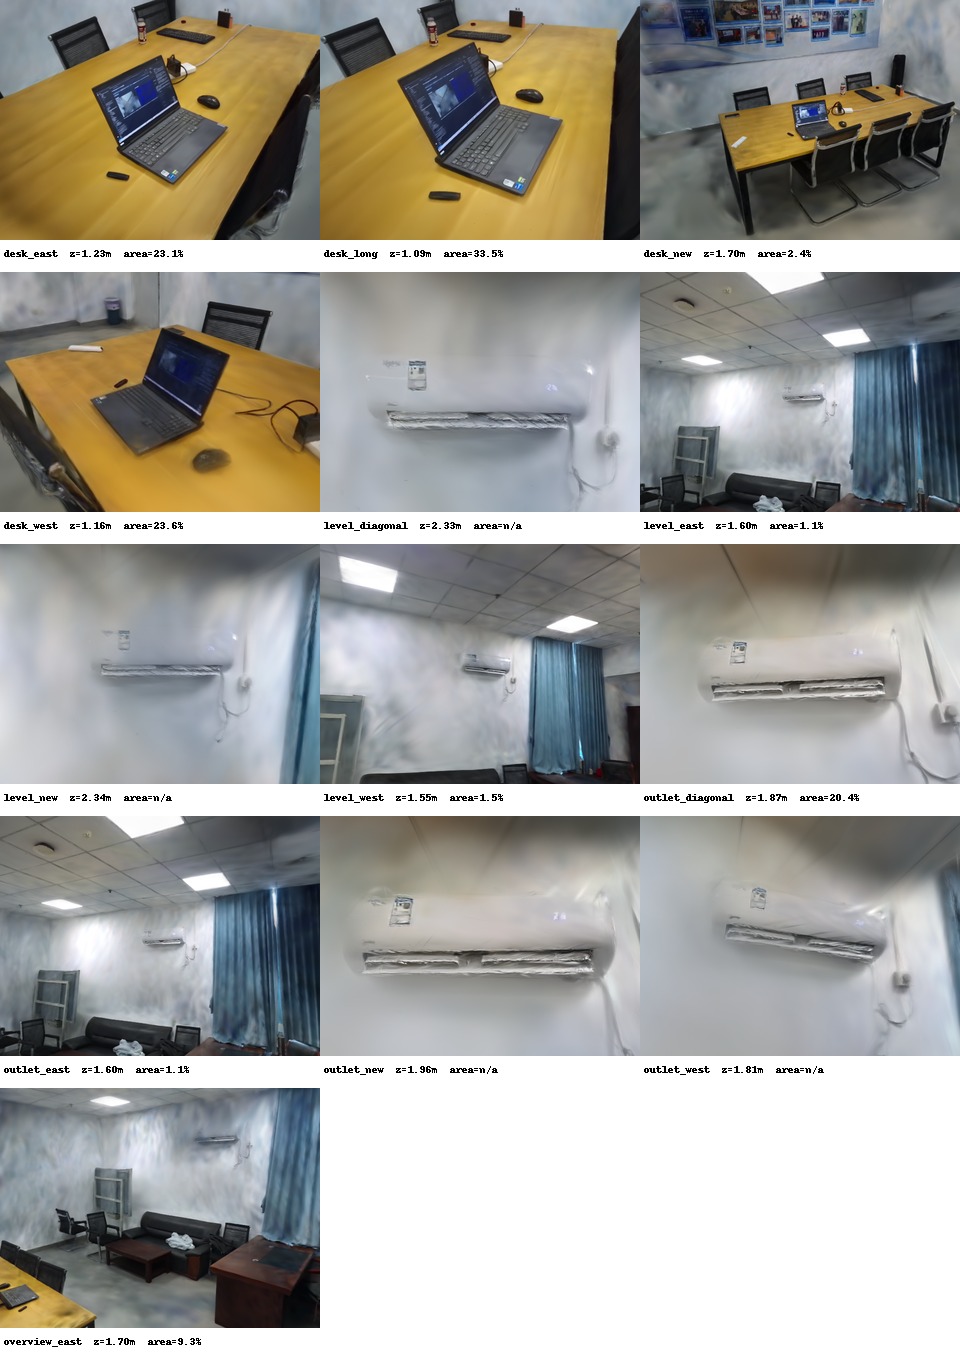 desk_east z=1.23m area=23.1%
desk_long z=1.09m area=33.5%
desk_new z=1.70m area=2.4%
desk_west z=1.16m area=23.6%
level_diagonal z=2.33m area=n/a
level_east z=1.60m area=1.1%
level_new z=2.34m area=n/a
level_west z=1.55m area=1.5%
outlet_diagonal z=1.87m area=20.4%
outlet_east z=1.60m area=1.1%
outlet_new z=1.96m area=n/a
outlet_west z=1.81m area=n/a
overview_east z=1.70m area=9.3%